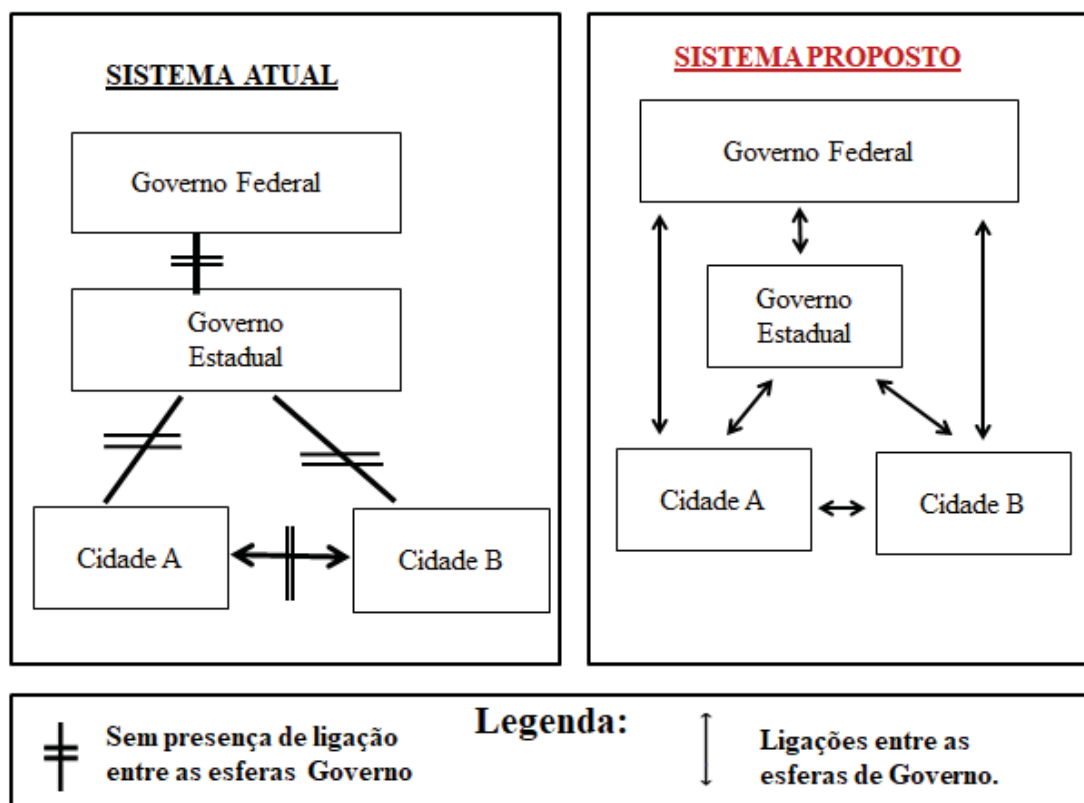 SISTEMA ATUAL
Governo Federal
Governo
Estadual
Cidade A
Cidade B
SISTEMA PROPOSTO
Governo Federal
Governo
Estadual
Cidade A
Cidade B
Legenda:
Sem presença de ligação
entre as esferas Governo
Ligações entre as
esferas de Governo.